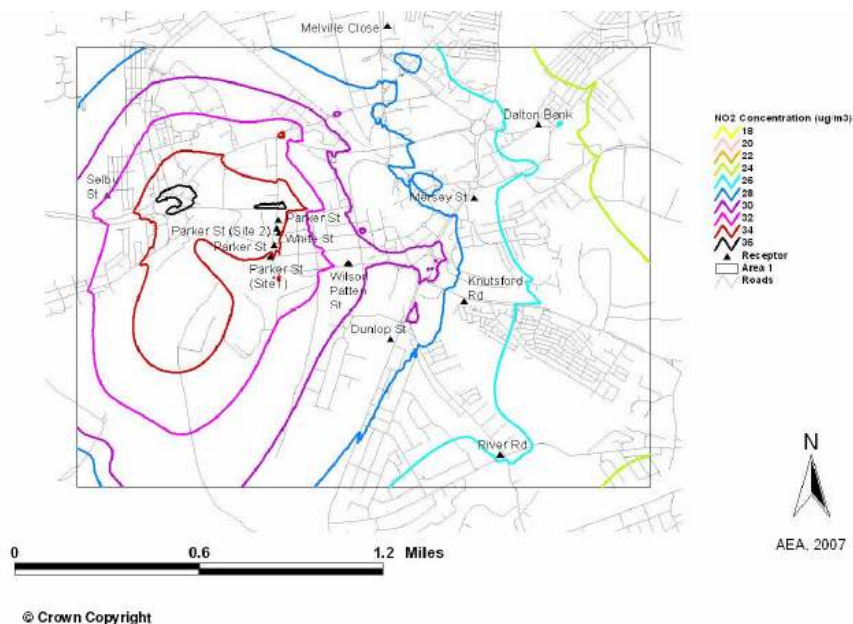 Melville Close
Dalton Bank
Selby
St
Mersey St
Parker St
Parker St (Site 2)
White St
Parker St
Parker St
(Site1)
Wilson
Patten
St
Knutsford
Rd
Dunlop St
River Rd
NO2 Concentration (ug/m3)
18
20
22
24
26
28
30
32
34
36
Receptor
Area 1
Roads
N
AEA, 2007
0
0.6
1.2 Miles
© Crown Copyright